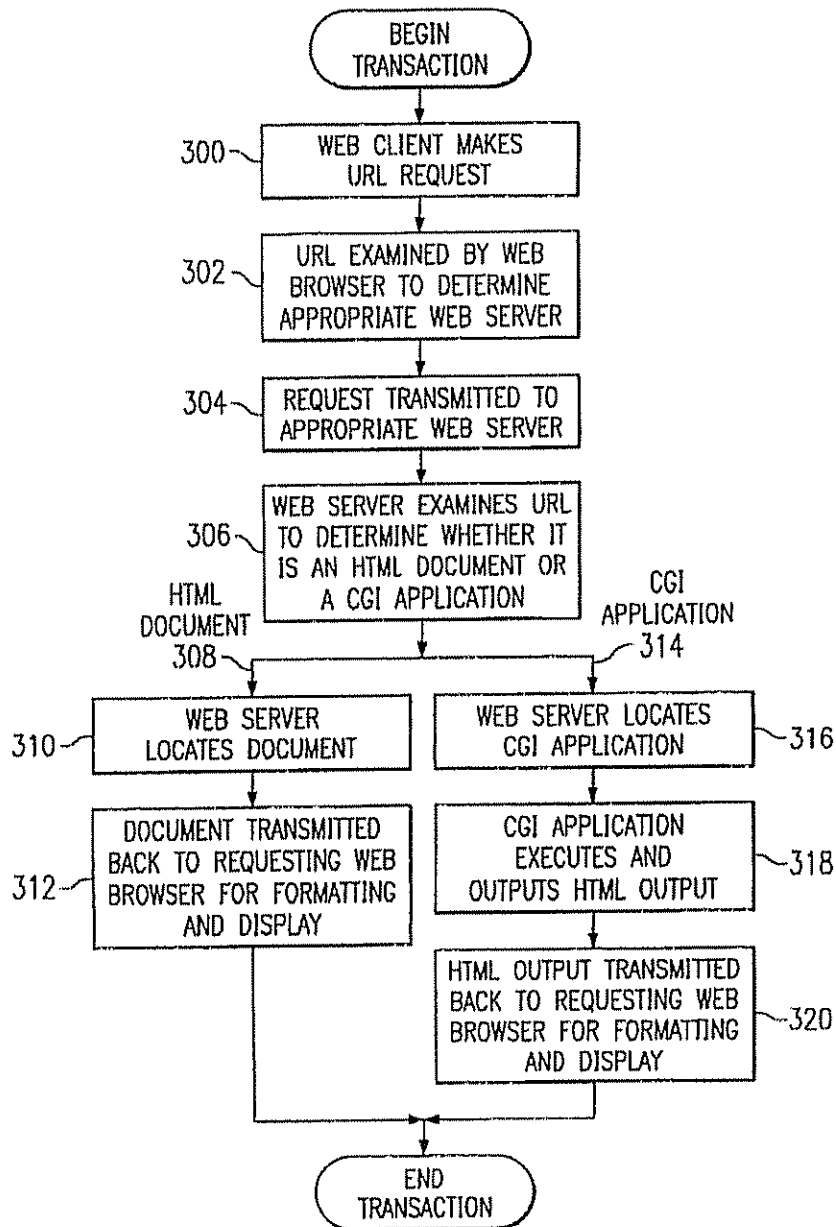 BEGIN
TRANSACTION
300
WEB CLIENT MAKES
URL REQUEST
302
URL EXAMINED BY WEB
BROWSER TO DETERMINE
APPROPRIATE WEB SERVER
304
REQUEST TRANSMITTED TO
APPROPRIATE WEB SERVER
306
WEB SERVER EXAMINES URL
TO DETERMINE WHETHER IT
IS AN HTML DOCUMENT OR
A CGI APPLICATION
HTML
DOCUMENT
308
CGI
APPLICATION
314
310
WEB SERVER
LOCATES DOCUMENT
WEB SERVER LOCATES
CGI APPLICATION
316
312
DOCUMENT TRANSMITTED
BACK TO REQUESTING WEB
BROWSER FOR FORMATTING
AND DISPLAY
CGI APPLICATION
EXECUTES AND
OUTPUTS HTML OUTPUT
318
HTML OUTPUT TRANSMITTED
BACK TO REQUESTING WEB
BROWSER FOR FORMATTING
AND DISPLAY
320
END
TRANSACTION